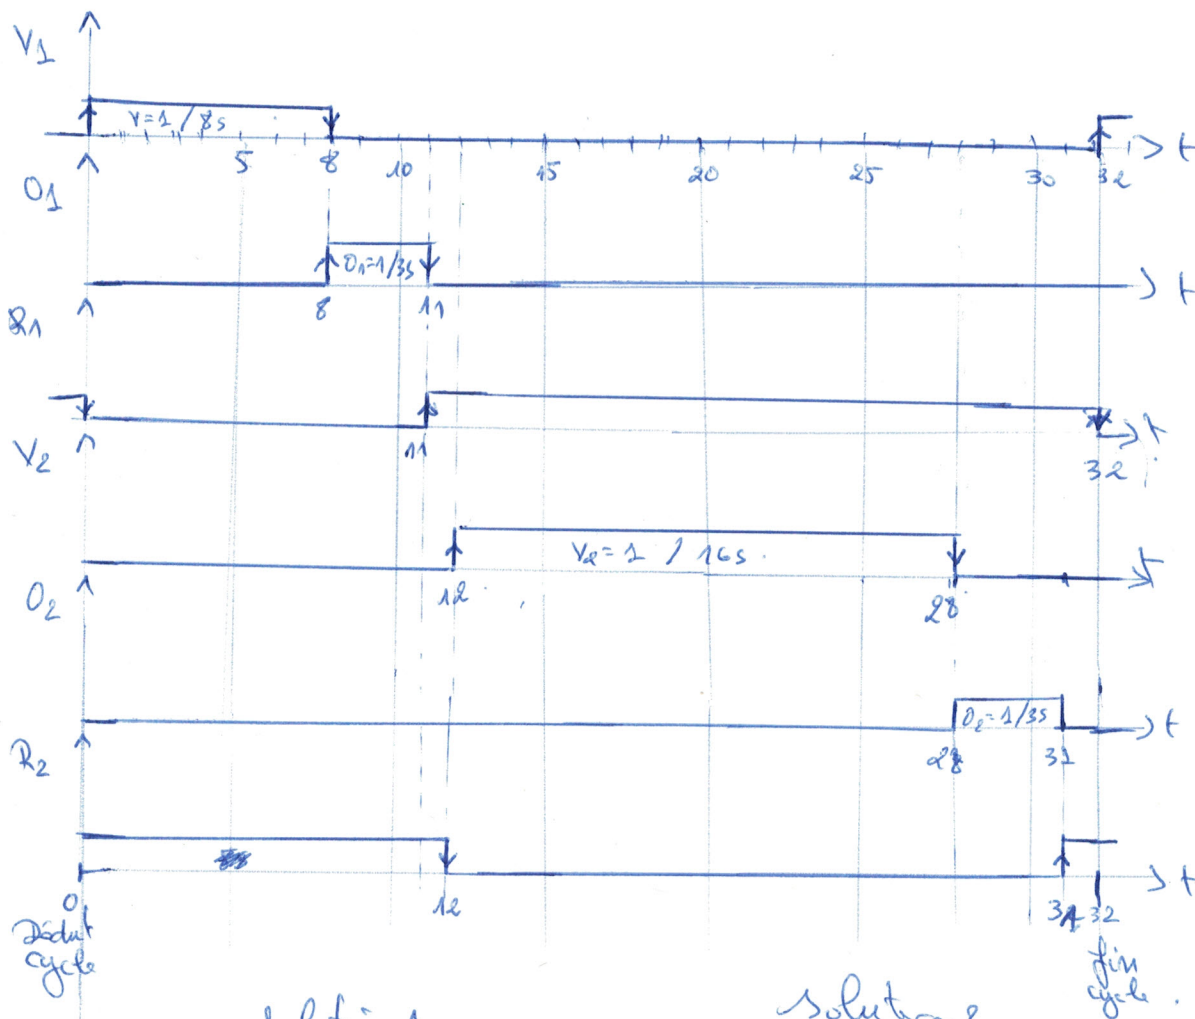 V1
V=1 / 8s
t
5 8 10 15 20 25 30 32
O1
O1=1/3s
t
8 11
R1
t
11 32
V2
V2=1 / 16s.
t
12 28
O2
O2=1/3s
t
28 31
R2
t
0 12 31 32
Début cycle
fin cycle.
solution